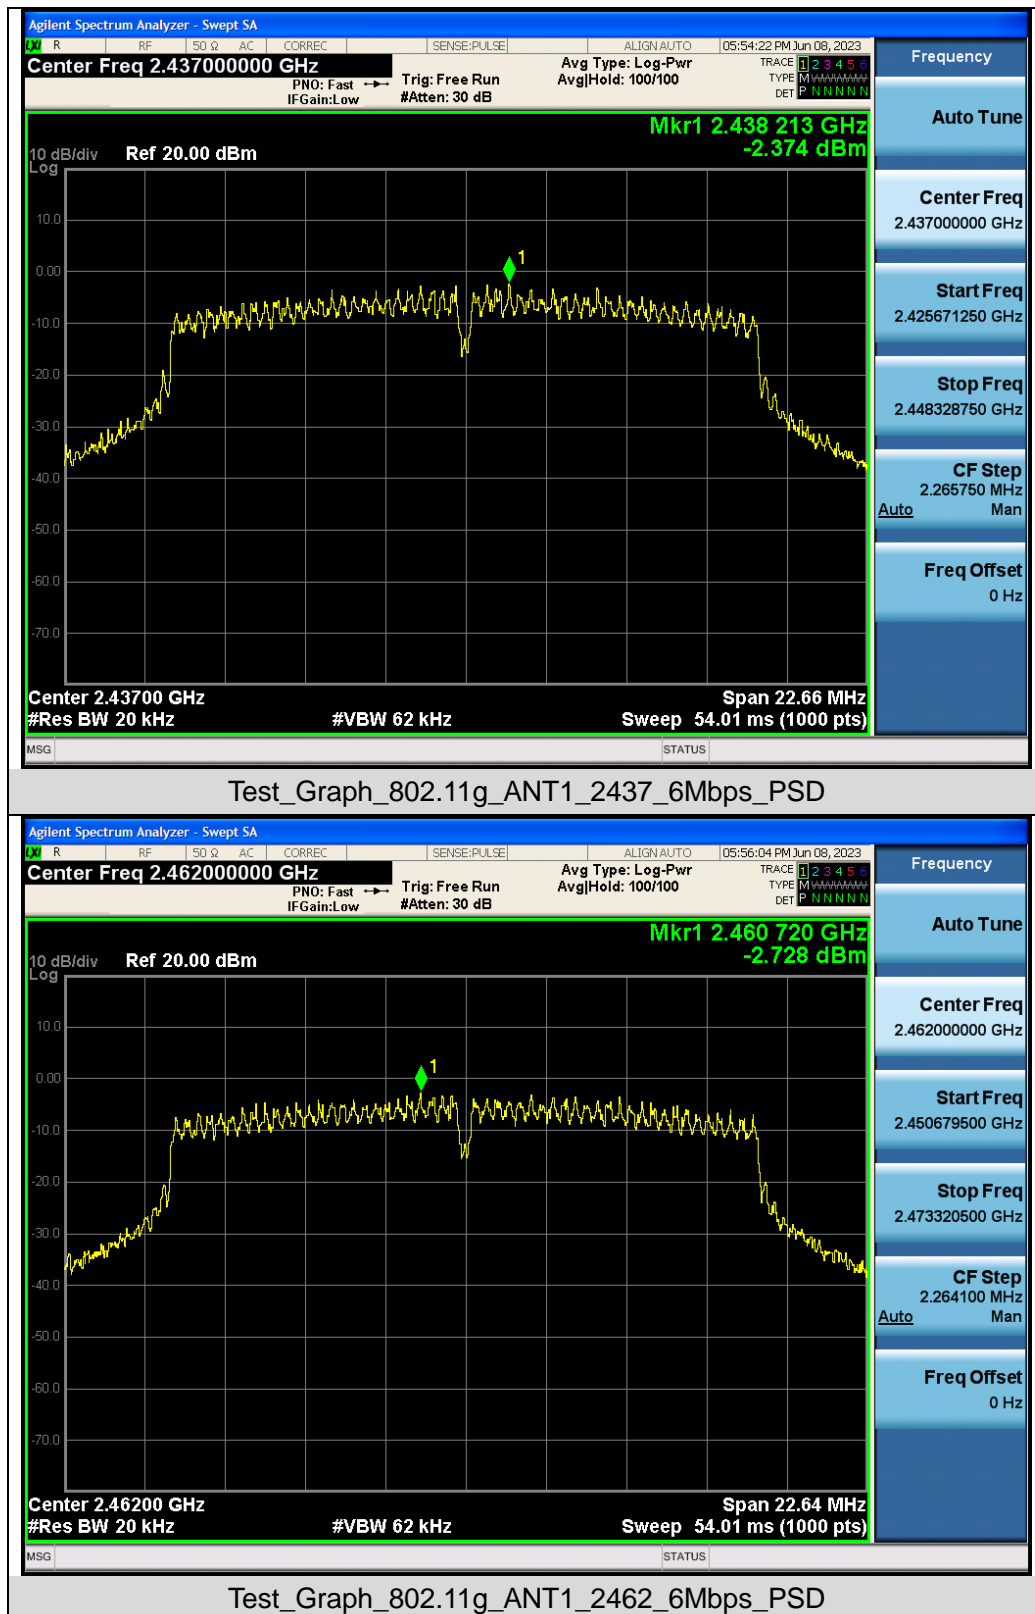 Agilent Spectrum Analyzer - Swept SA
LXI R RF 50 Ω AC CORREC SENSE:PULSE ALIGN AUTO 05:54:22 PM Jun 08, 2023
Center Freq 2.437000000 GHz
PNO: Fast
IFGain:Low
Trig: Free Run
#Atten: 30 dB
Avg Type: Log-Pwr
Avg|Hold: 100/100
TRACE 1 2 3 4 5 6
TYPE M WWWWW
DET P N N N N N
Frequency
Mkr1 2.438 213 GHz
-2.374 dBm
10 dB/div Ref 20.00 dBm
Log
10.0
0.00
-10.0
-20.0
-30.0
-40.0
-50.0
-60.0
-70.0
1
Center 2.43700 GHz Span 22.66 MHz
#Res BW 20 kHz #VBW 62 kHz Sweep 54.01 ms (1000 pts)
MSG STATUS
Auto Tune
Center Freq
2.437000000 GHz
Start Freq
2.425671250 GHz
Stop Freq
2.448328750 GHz
CF Step
2.265750 MHz
Auto Man
Freq Offset
0 Hz
Test_Graph_802.11g_ANT1_2437_6Mbps_PSD
Agilent Spectrum Analyzer - Swept SA
LXI R RF 50 Ω AC CORREC SENSE:PULSE ALIGN AUTO 05:56:04 PM Jun 08, 2023
Center Freq 2.462000000 GHz
PNO: Fast
IFGain:Low
Trig: Free Run
#Atten: 30 dB
Avg Type: Log-Pwr
Avg|Hold: 100/100
TRACE 1 2 3 4 5 6
TYPE M WWWWW
DET P N N N N N
Frequency
Mkr1 2.460 720 GHz
-2.728 dBm
10 dB/div Ref 20.00 dBm
Log
10.0
0.00
-10.0
-20.0
-30.0
-40.0
-50.0
-60.0
-70.0
1
Center 2.46200 GHz Span 22.64 MHz
#Res BW 20 kHz #VBW 62 kHz Sweep 54.01 ms (1000 pts)
MSG STATUS
Auto Tune
Center Freq
2.462000000 GHz
Start Freq
2.450679500 GHz
Stop Freq
2.473320500 GHz
CF Step
2.264100 MHz
Auto Man
Freq Offset
0 Hz
Test_Graph_802.11g_ANT1_2462_6Mbps_PSD